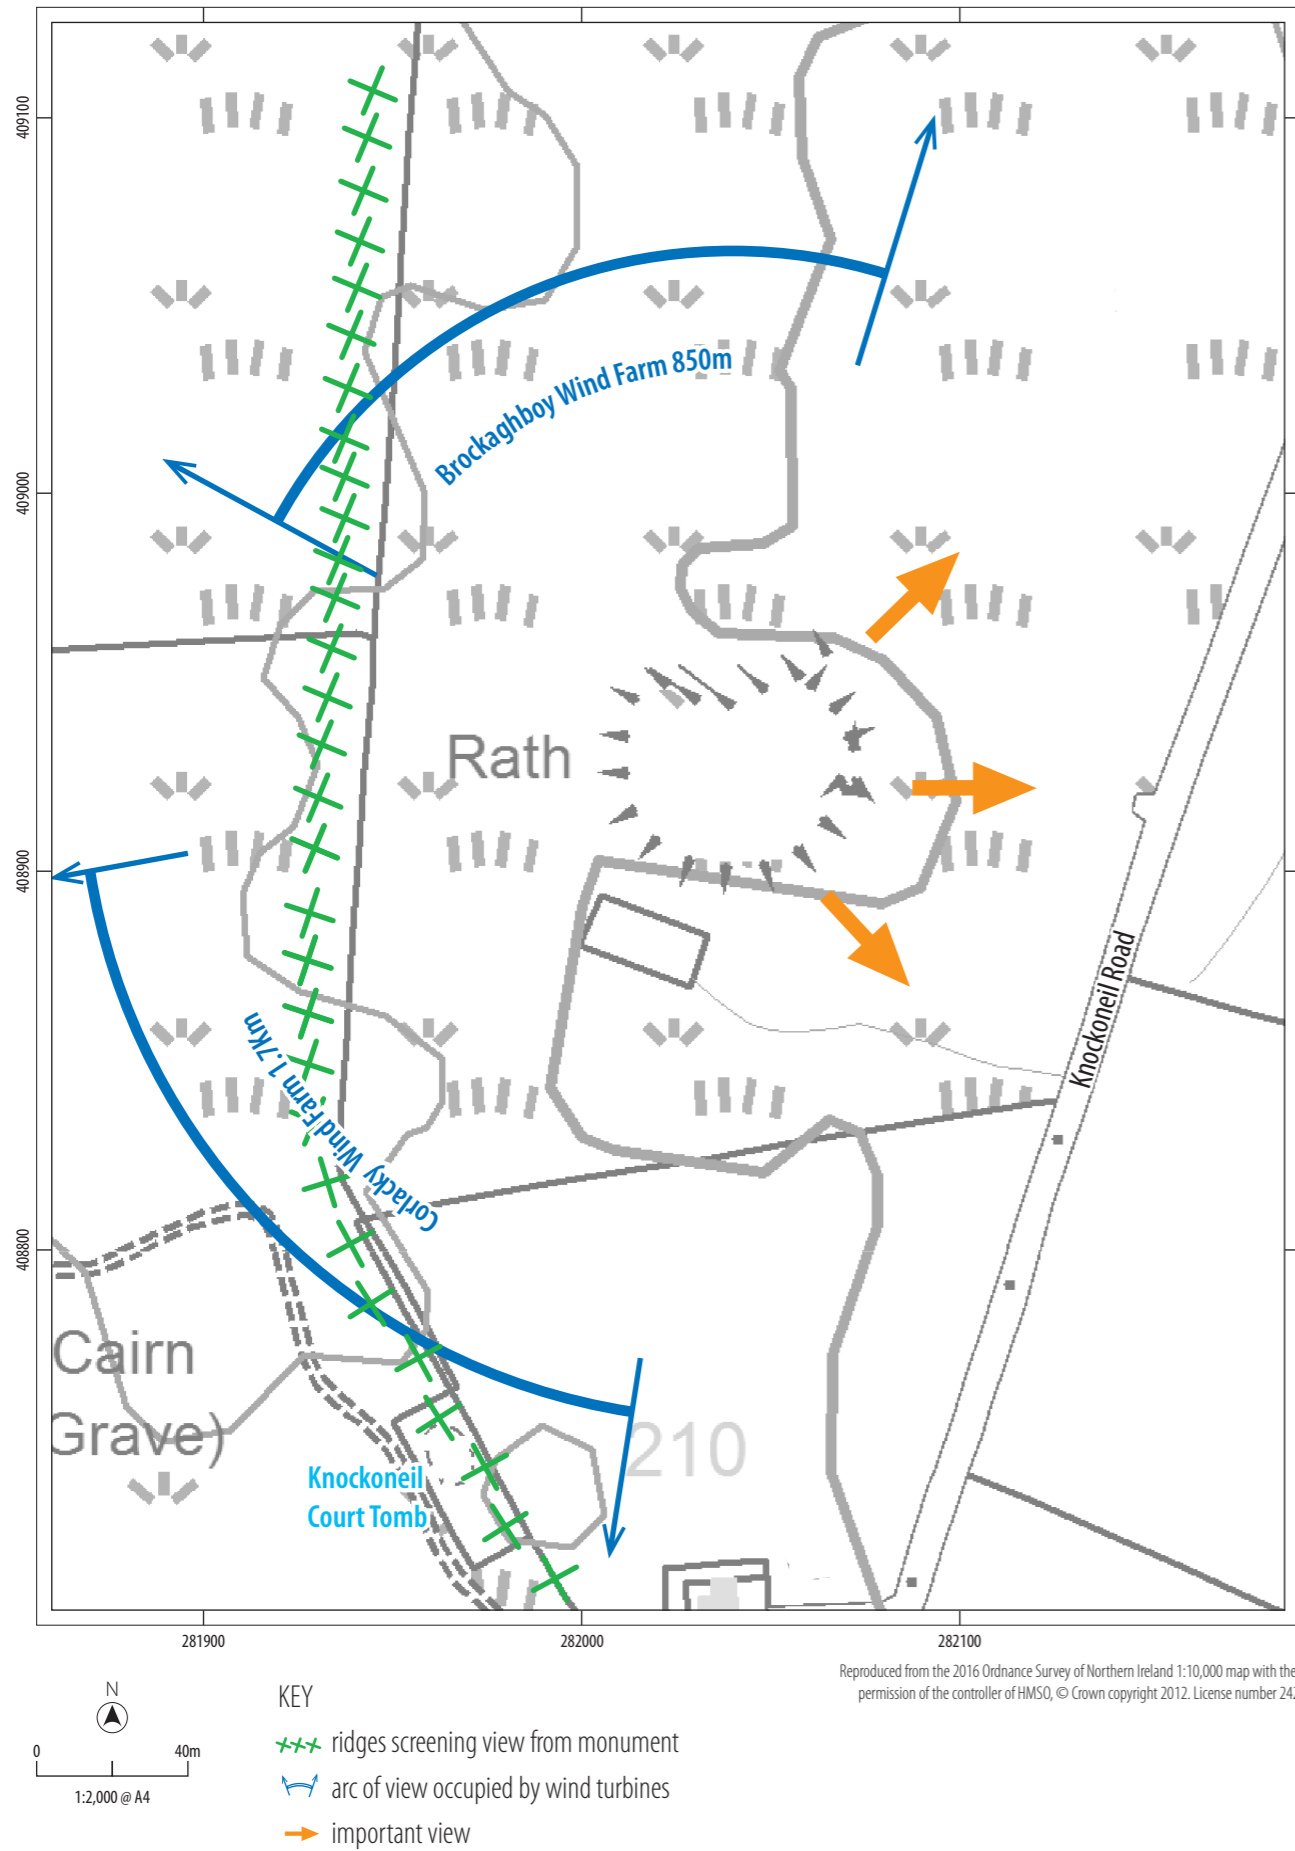 409100
Brockaghboy Wind Farm 850m
409000
Rath
408900
Knockoneil Road
Corlacky Wind Farm 1.7Km
408800
Cairn
Grave)
210
Knockoneil
Court Tomb
281900
282000
282100
Reproduced from the 2016 Ordnance Survey of Northern Ireland 1:10,000 map with the
permission of the controller of HMSO, © Crown copyright 2012. License number 242
N
0 40m
1:2,000 @ A4
KEY
ridges screening view from monument
arc of view occupied by wind turbines
important view